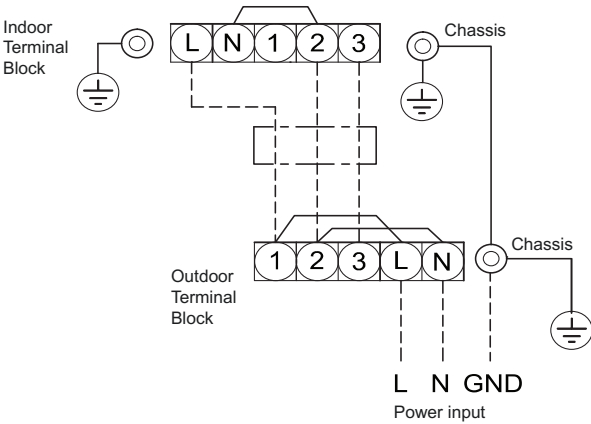 Indoor
Terminal
Block
L N 1 2 3
Chassis
1 2 3 L N
Chassis
Outdoor
Terminal
Block
L N GND
Power input